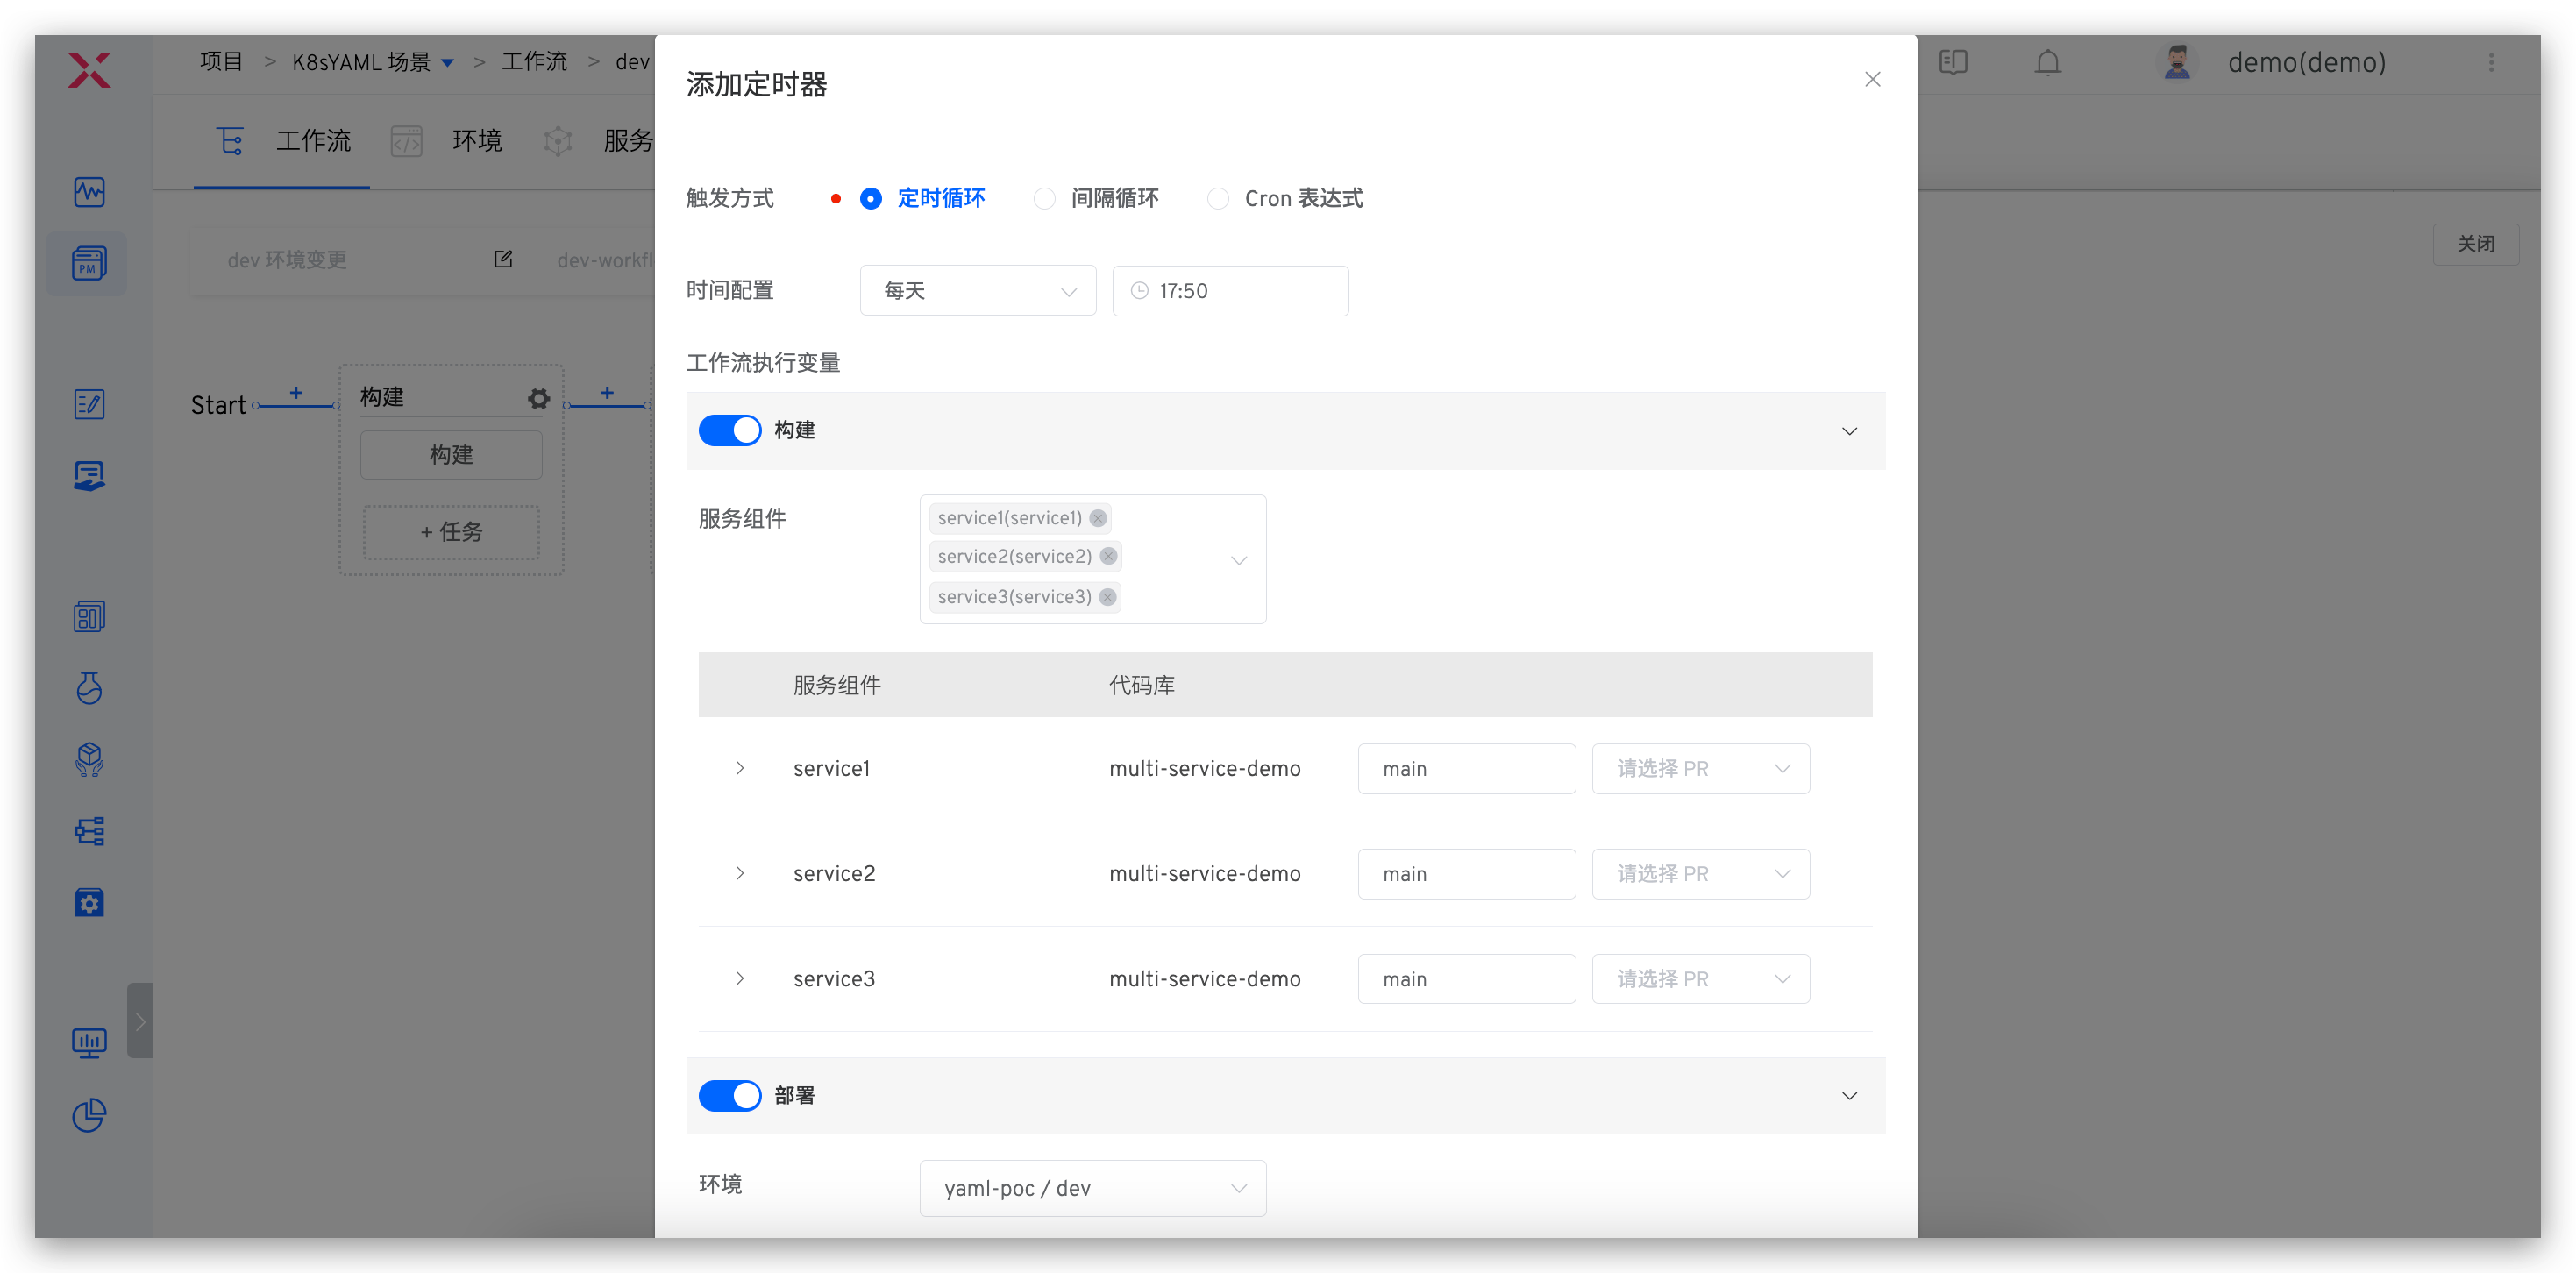 项目 > K8sYAML 场景 > 工作流 > dev
demo(demo)
工作流 环境 服务
dev 环境变更 dev-workfl
关闭
Start
构建
构建
+ 任务
PM
添加定时器
触发方式 定时循环 间隔循环 Cron 表达式
时间配置 每天 17:50
工作流执行变量
构建
服务组件 service1(service1)
service2(service2)
service3(service3)
服务组件 代码库
service1 multi-service-demo main 请选择 PR
service2 multi-service-demo main 请选择 PR
service3 multi-service-demo main 请选择 PR
部署
环境 yaml-poc / dev